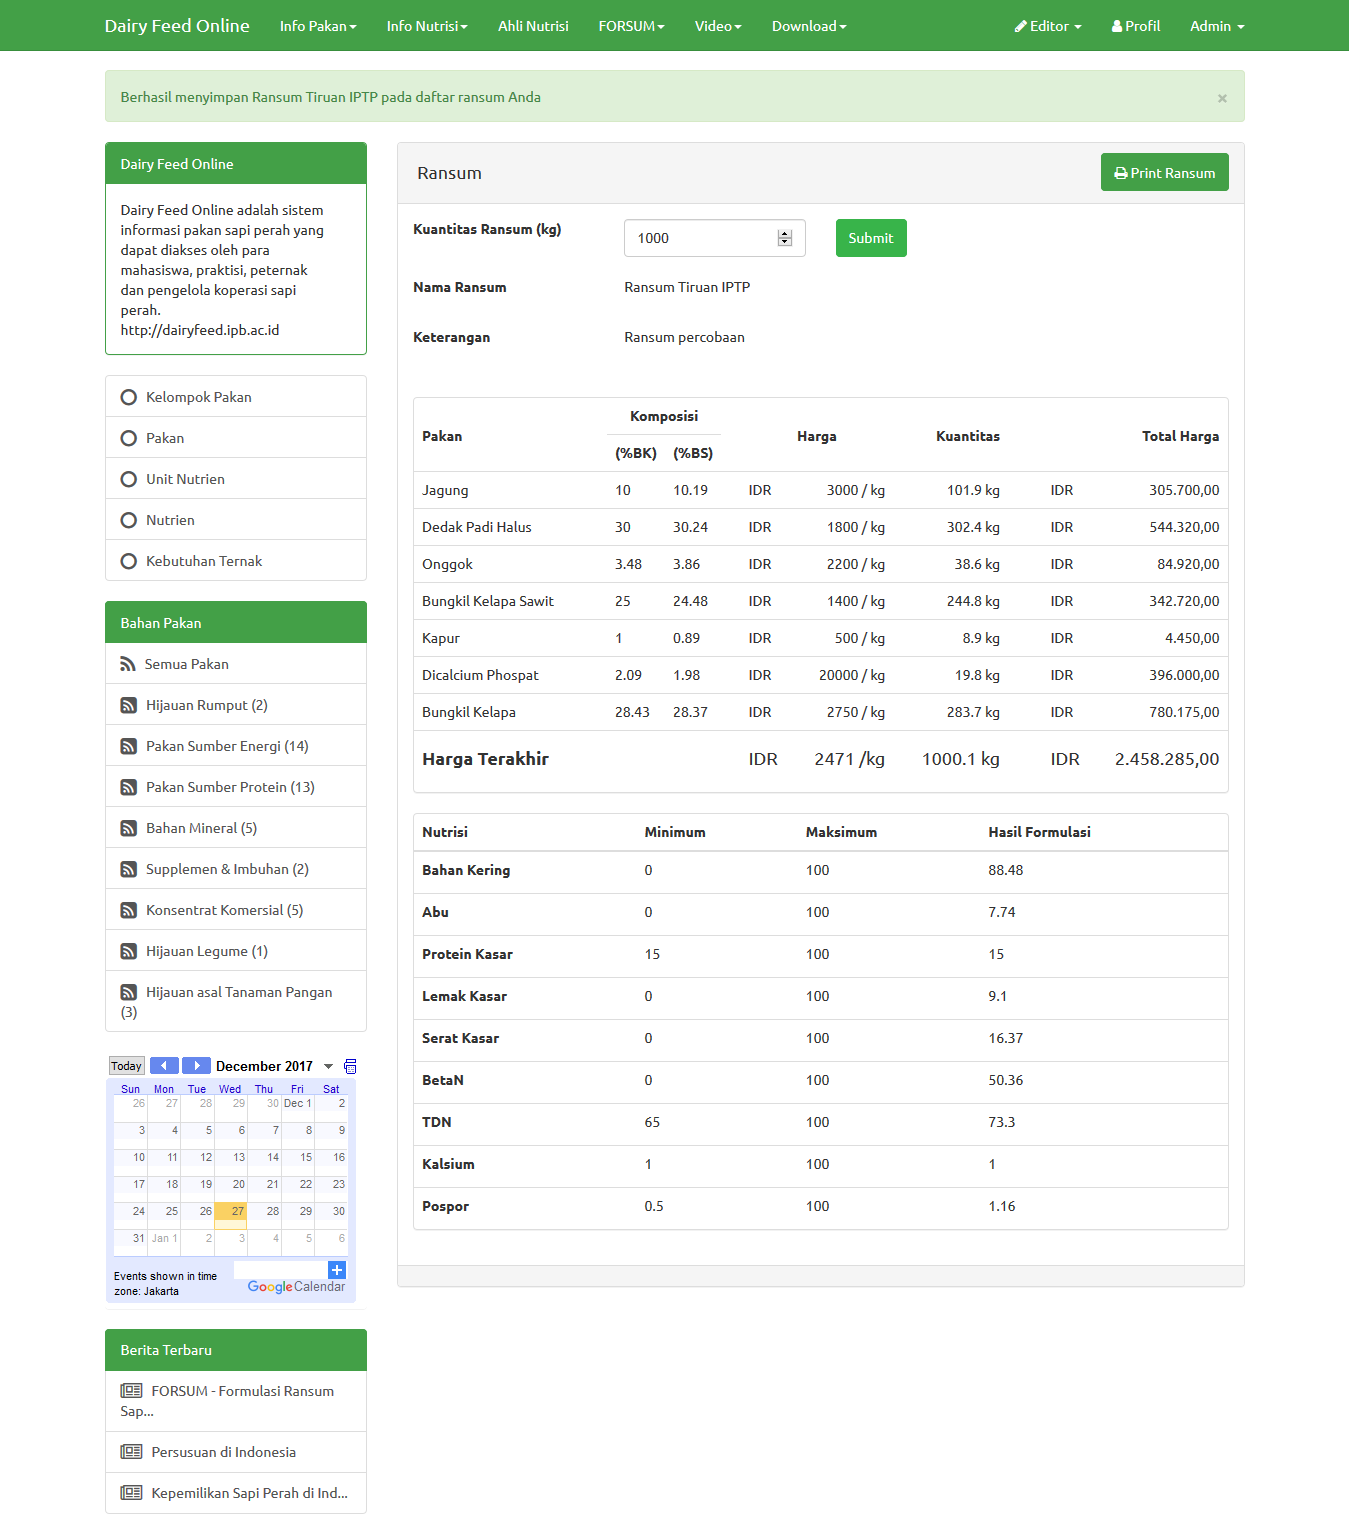 Dairy Feed Online Info Pakan Info Nutrisi Ahli Nutrisi FORSUM Video Download Editor Profil Admin
Berhasil menyimpan Ransum Tiruan IPTP pada daftar ransum Anda ×
Dairy Feed Online
Dairy Feed Online adalah sistem
informasi pakan sapi perah yang
dapat diakses oleh para
mahasiswa, praktisi, peternak
dan pengelola koperasi sapi
perah.
http://dairyfeed.ipb.ac.id
Kelompok Pakan
Pakan
Unit Nutrien
Nutrien
Kebutuhan Ternak
Bahan Pakan
Semua Pakan
Hijauan Rumput (2)
Pakan Sumber Energi (14)
Pakan Sumber Protein (13)
Bahan Mineral (5)
Supplemen & Imbuhan (2)
Konsentrat Komersial (5)
Hijauan Legume (1)
Hijauan asal Tanaman Pangan
(3)
Today December 2017
Sun Mon Tue Wed Thu Fri Sat
26 27 28 29 30 Dec 1 2
3 4 5 6 7 8 9
10 11 12 13 14 15 16
17 18 19 20 21 22 23
24 25 26 27 28 29 30
31 Jan 1 2 3 4 5 6
Events shown in time
zone: Jakarta
+
Google Calendar
Berita Terbaru
FORSUM - Formulasi Ransum
Sap...
Persusuan di Indonesia
Kepemilikan Sapi Perah di Ind...
Ransum Print Ransum
Kuantitas Ransum (kg) 1000 Submit
Nama Ransum Ransum Tiruan IPTP
Keterangan Ransum percobaan
Komposisi
Pakan Harga Kuantitas Total Harga
(%BK) (%BS)
Jagung 10 10.19 IDR 3000 / kg 101.9 kg IDR 305.700,00
Dedak Padi Halus 30 30.24 IDR 1800 / kg 302.4 kg IDR 544.320,00
Onggok 3.48 3.86 IDR 2200 / kg 38.6 kg IDR 84.920,00
Bungkil Kelapa Sawit 25 24.48 IDR 1400 / kg 244.8 kg IDR 342.720,00
Kapur 1 0.89 IDR 500 / kg 8.9 kg IDR 4.450,00
Dicalcium Phospat 2.09 1.98 IDR 20000 / kg 19.8 kg IDR 396.000,00
Bungkil Kelapa 28.43 28.37 IDR 2750 / kg 283.7 kg IDR 780.175,00
Harga Terakhir IDR 2471 /kg 1000.1 kg IDR 2.458.285,00
Nutrisi Minimum Maksimum Hasil Formulasi
Bahan Kering 0 100 88.48
Abu 0 100 7.74
Protein Kasar 15 100 15
Lemak Kasar 0 100 9.1
Serat Kasar 0 100 16.37
BetaN 0 100 50.36
TDN 65 100 73.3
Kalsium 1 100 1
Pospor 0.5 100 1.16